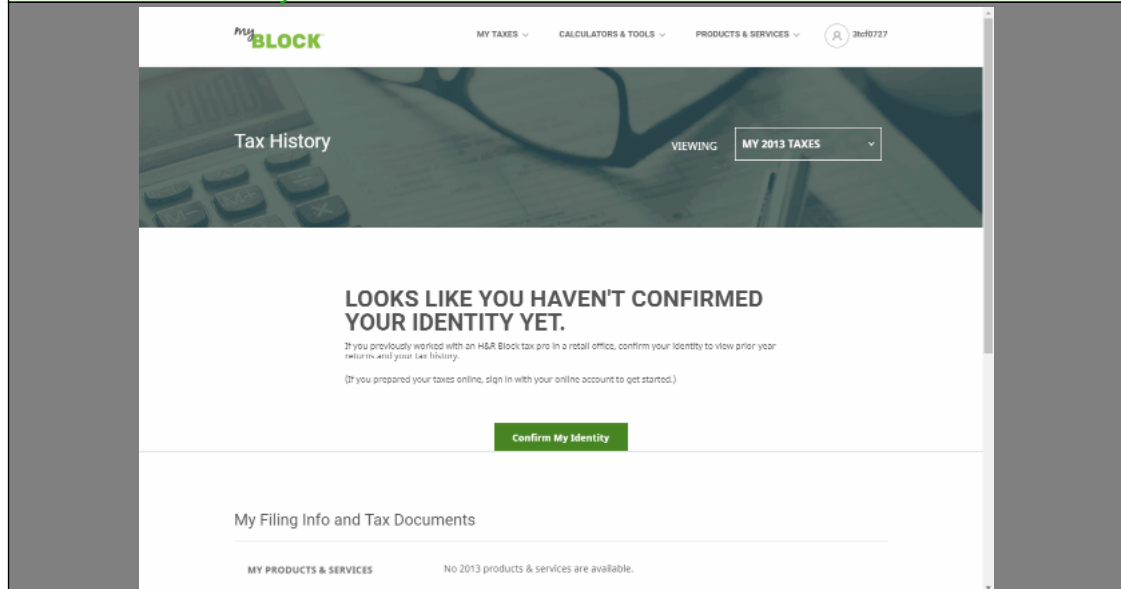 myBLOCK
MY TAXES
CALCULATORS & TOOLS
PRODUCTS & SERVICES
3tcf0727
Tax History
VIEWING
MY 2013 TAXES
LOOKS LIKE YOU HAVEN'T CONFIRMED
YOUR IDENTITY YET.
If you previously worked with an H&R Block tax pro in a retail office, confirm your identity to view prior year
returns and your tax history.
(If you prepared your taxes online, sign in with your online account to get started.)
Confirm My Identity
My Filing Info and Tax Documents
MY PRODUCTS & SERVICES
No 2013 products & services are available.